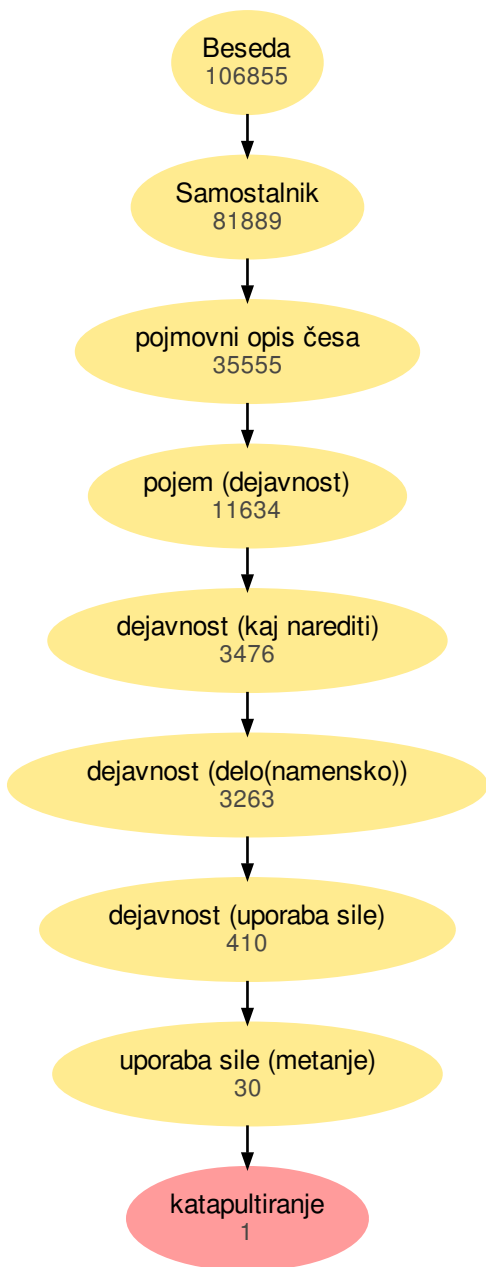 Beseda
106855
Samostalnik
81889
pojmovni opis česa
35555
pojem (dejavnost)
11634
dejavnost (kaj narediti)
3476
dejavnost (delo(namensko))
3263
dejavnost (uporaba sile)
410
uporaba sile (metanje)
30
katapultiranje
1